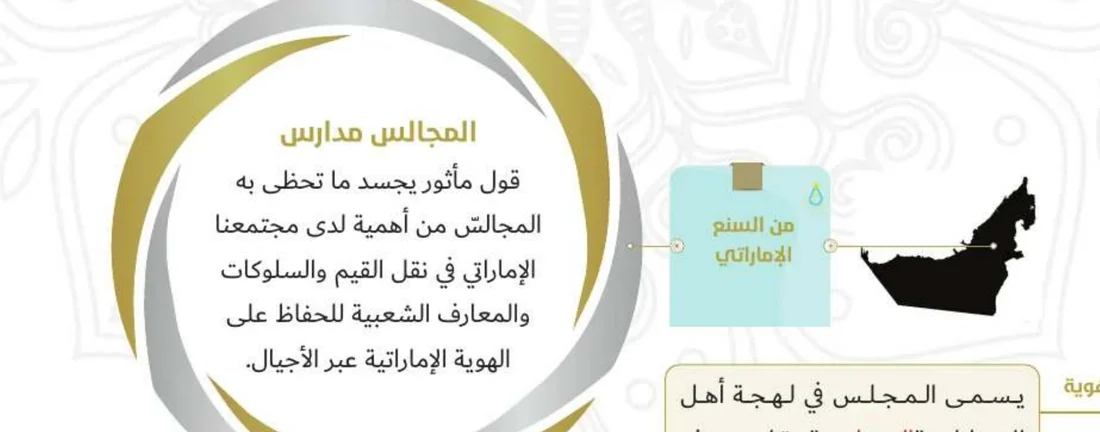 المجالس مدارس
قول مأثور يجسد ما تحظى به
المجالسّ من أهمية لدى مجتمعنا
الإماراتي في نقل القيم والسلوكات
والمعارف الشعبية للحفاظ على
الهوية الإماراتية عبر الأجيال.
من السنع
الإماراتي
يسمى المجلس في لهجة أهل